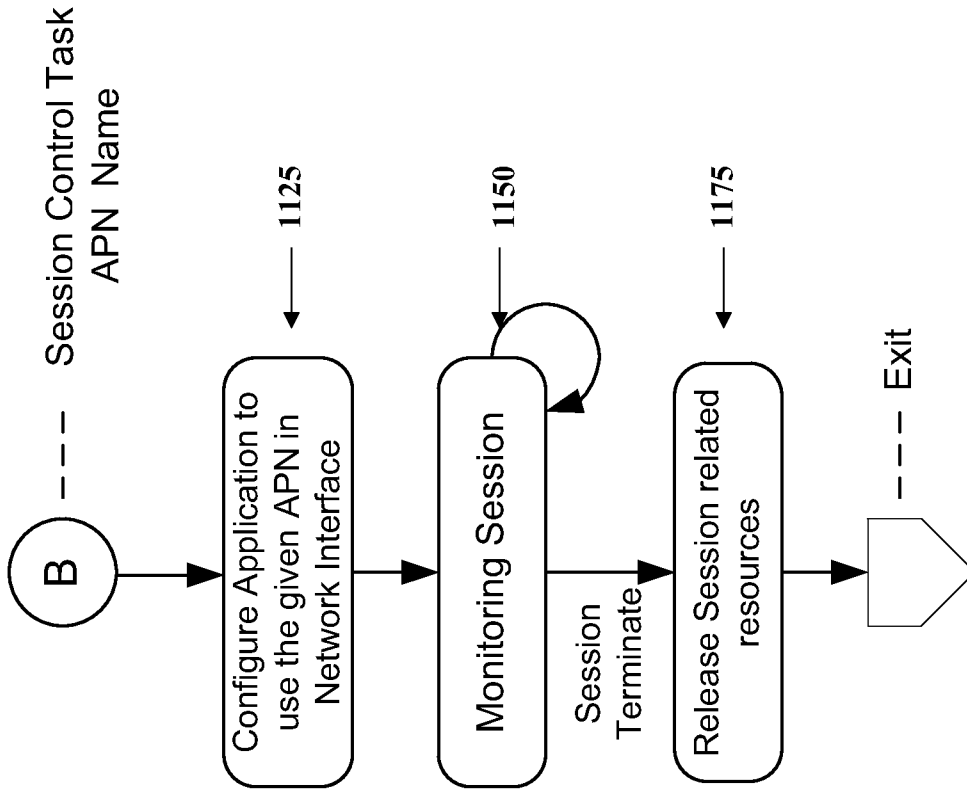 Session Control Task
APN Name
B
Configure Application to
use the given APN in
Network Interface
1125
Monitoring Session
1150
Session
Terminate
Release Session related
resources
1175
Exit